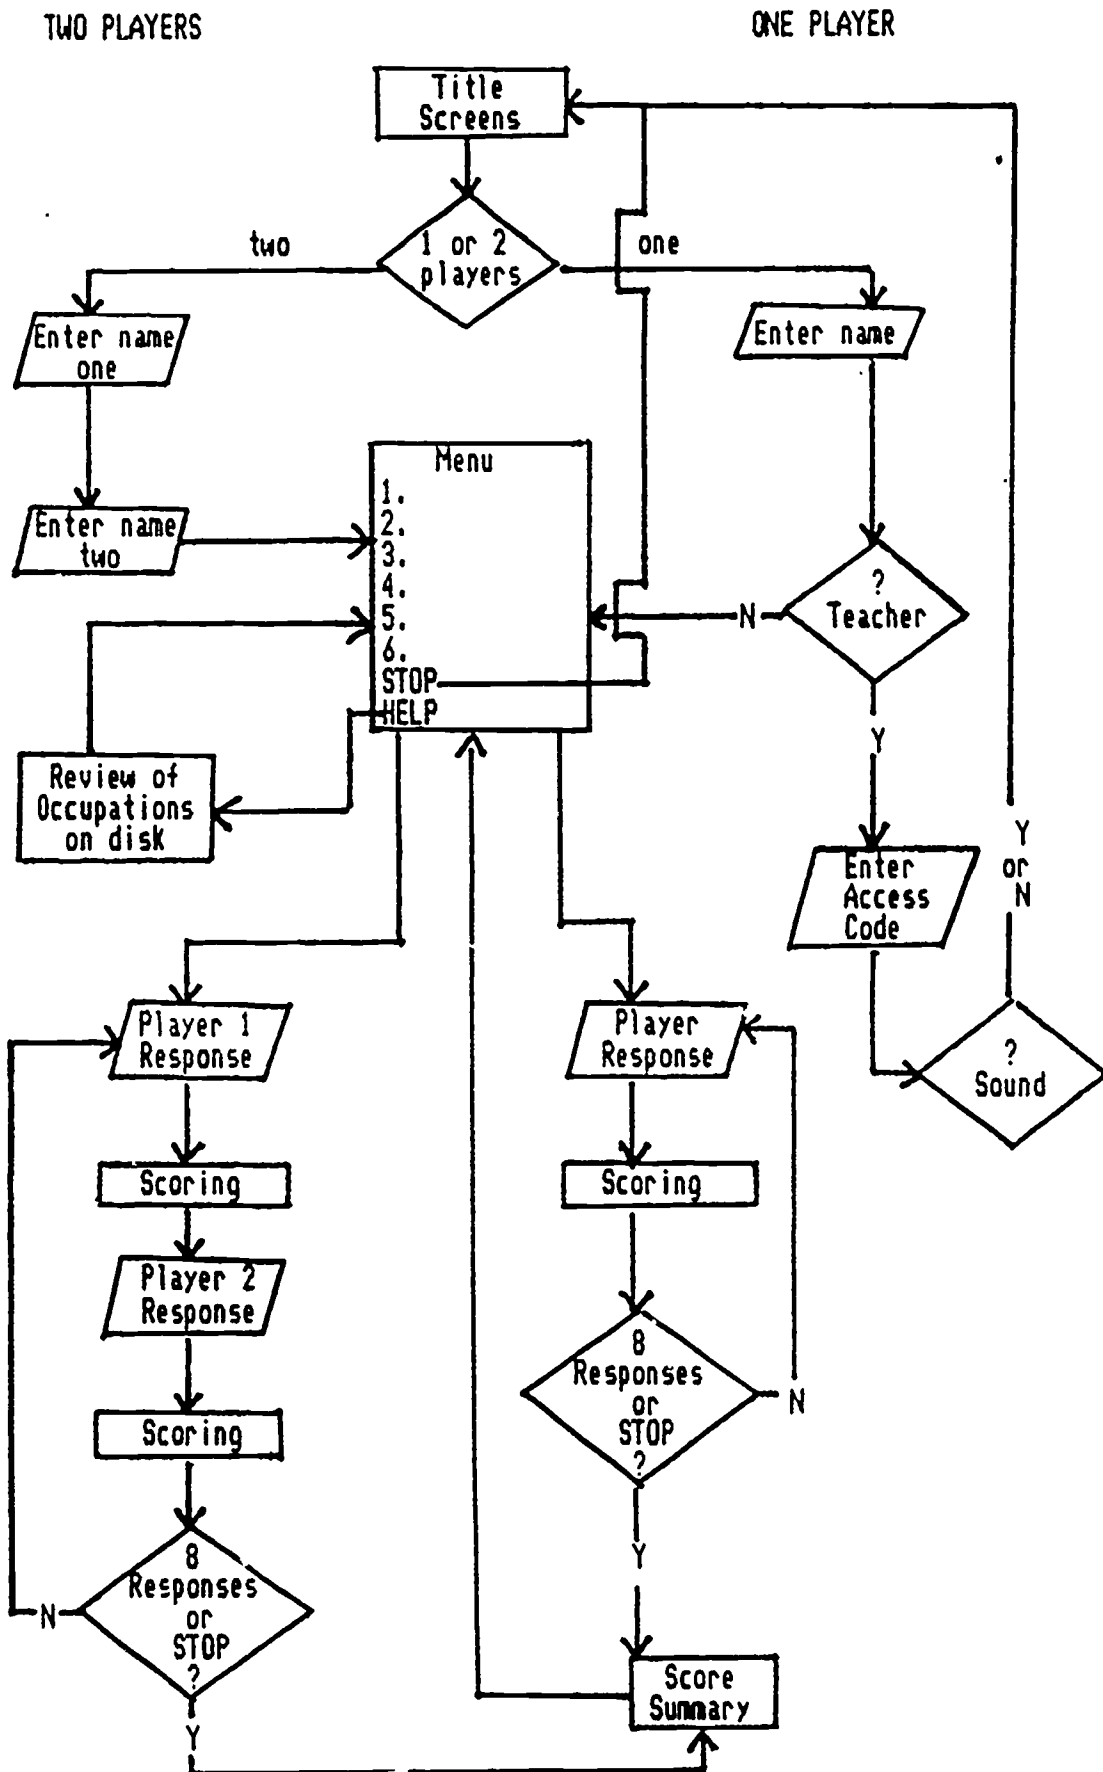 TWO PLAYERS
ONE PLAYER
Title
Screens
1 or 2
players
two
one
Enter name
one
Enter name
Enter name
two
Menu
1.
2.
3.
4.
5.
6.
STOP
HELP
N
?
Teacher
Y
Review of
Occupations
on disk
Enter
Access
Code
Y
or
N
?
Sound
Player 1
Response
Player
Response
Scoring
Scoring
Player 2
Response
Scoring
8
Responses
or
STOP
?
N
Y
8
Responses
or
STOP
?
N
Y
Score
Summary